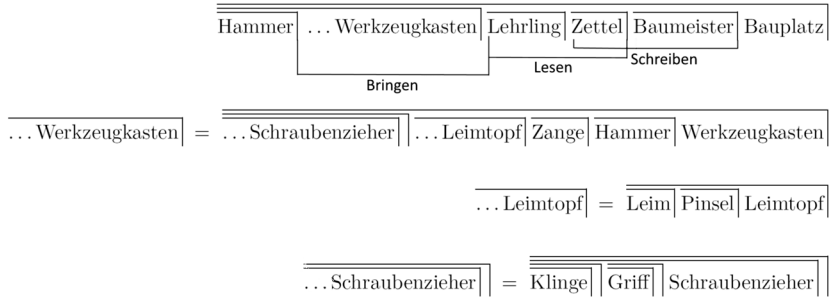 Hammer ...Werkzeugkasten Lehrling Zettel Baumeister Bauplatz
Bringen Lesen Schreiben
...Werkzeugkasten = ...Schraubenzieher ...Leimtopf Zange Hammer Werkzeugkasten
...Leimtopf = Leim Pinsel Leimtopf
...Schraubenzieher = Klinge Griff Schraubenzieher